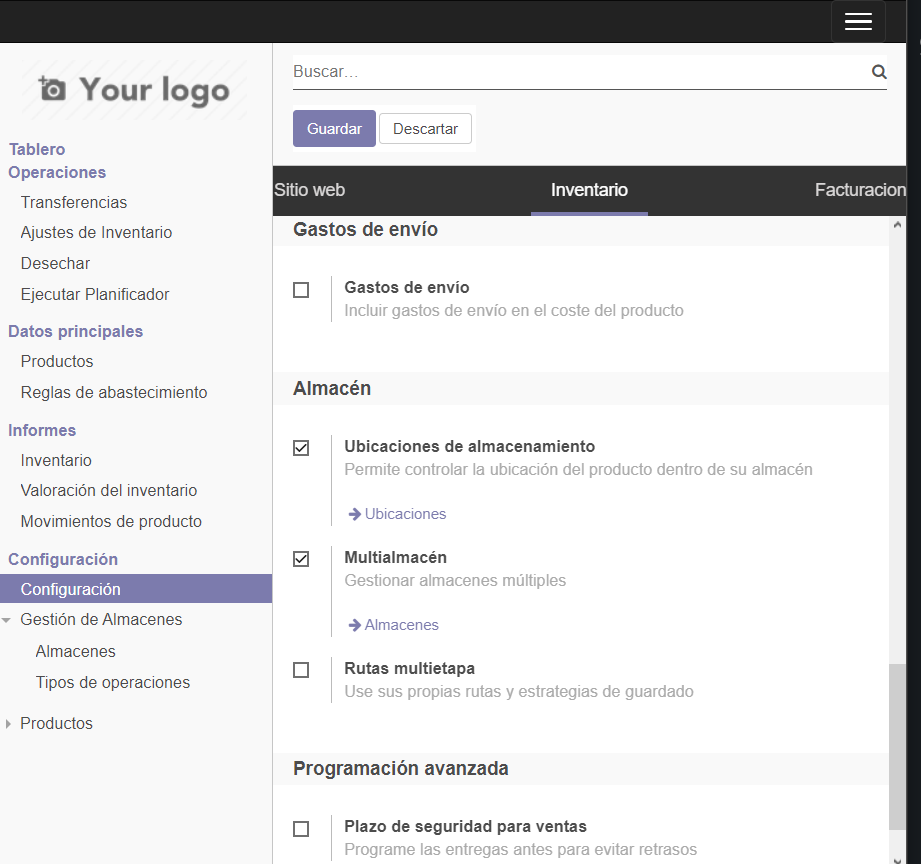 Your logo
Tablero
Operaciones
Transferencias
Ajustes de Inventario
Desechar
Ejecutar Planificador
Datos principales
Productos
Reglas de abastecimiento
Informes
Inventario
Valoración del inventario
Movimientos de producto
Configuración
Configuración
Gestión de Almacenes
Almacenes
Tipos de operaciones
Productos
Buscar...
Guardar Descartar
Sitio web Inventario Facturacion
Gastos de envío
Gastos de envío
Incluir gastos de envío en el coste del producto
Almacén
Ubicaciones de almacenamiento
Permite controlar la ubicación del producto dentro de su almacén
Ubicaciones
Multialmacén
Gestionar almacenes múltiples
Almacenes
Rutas multietapa
Use sus propias rutas y estrategias de guardado
Programación avanzada
Plazo de seguridad para ventas
Programe las entregas antes para evitar retrasos